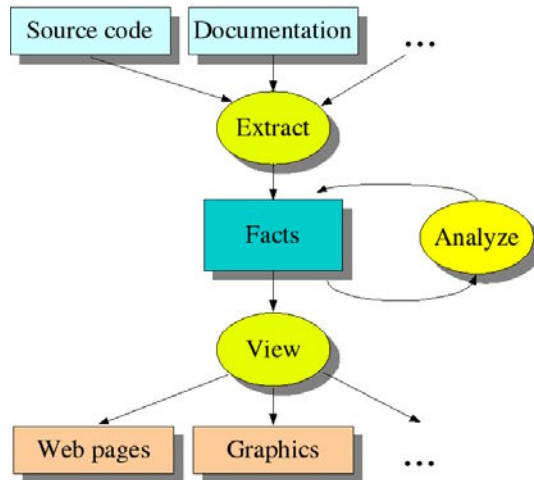 Source code
Documentation
...
Extract
Facts
Analyze
View
Web pages
Graphics
...